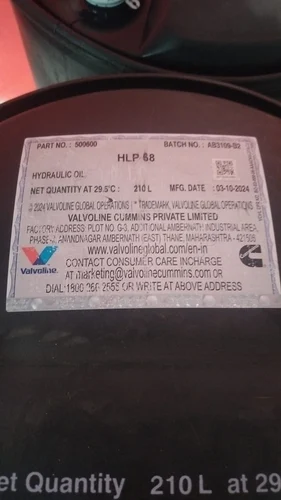 PART NO. : 500600 BATCH NO. : AB3109-B2
HLP 68
HYDRAULIC OIL
NET QUANTITY AT 29.5°C : 210 L MFG. DATE : 03-10-2024
© 2024 VALVOLINE GLOBAL OPERATIONS | ™ TRADEMARK, VALVOLINE GLOBAL OPERATIONS
VALVOLINE CUMMINS PRIVATE LIMITED
FACTORY ADDRESS: PLOT NO. G-3, ADDITIONAL AMBERNATH INDUSTRIAL AREA,
PHASE- ANANDNAGAR AMBERNATH (EAST) THANE, MAHARASHTRA - 421506
www.valvolineglobal.com/en-in
CONTACT CONSUMER CARE INCHARGE
AT marketing@valvolinecummins.com OR
DIAL:1800 266 2555 OR WRITE AT ABOVE ADDRESS
Valvoline
Cummins
et Quantity 210 L at 29